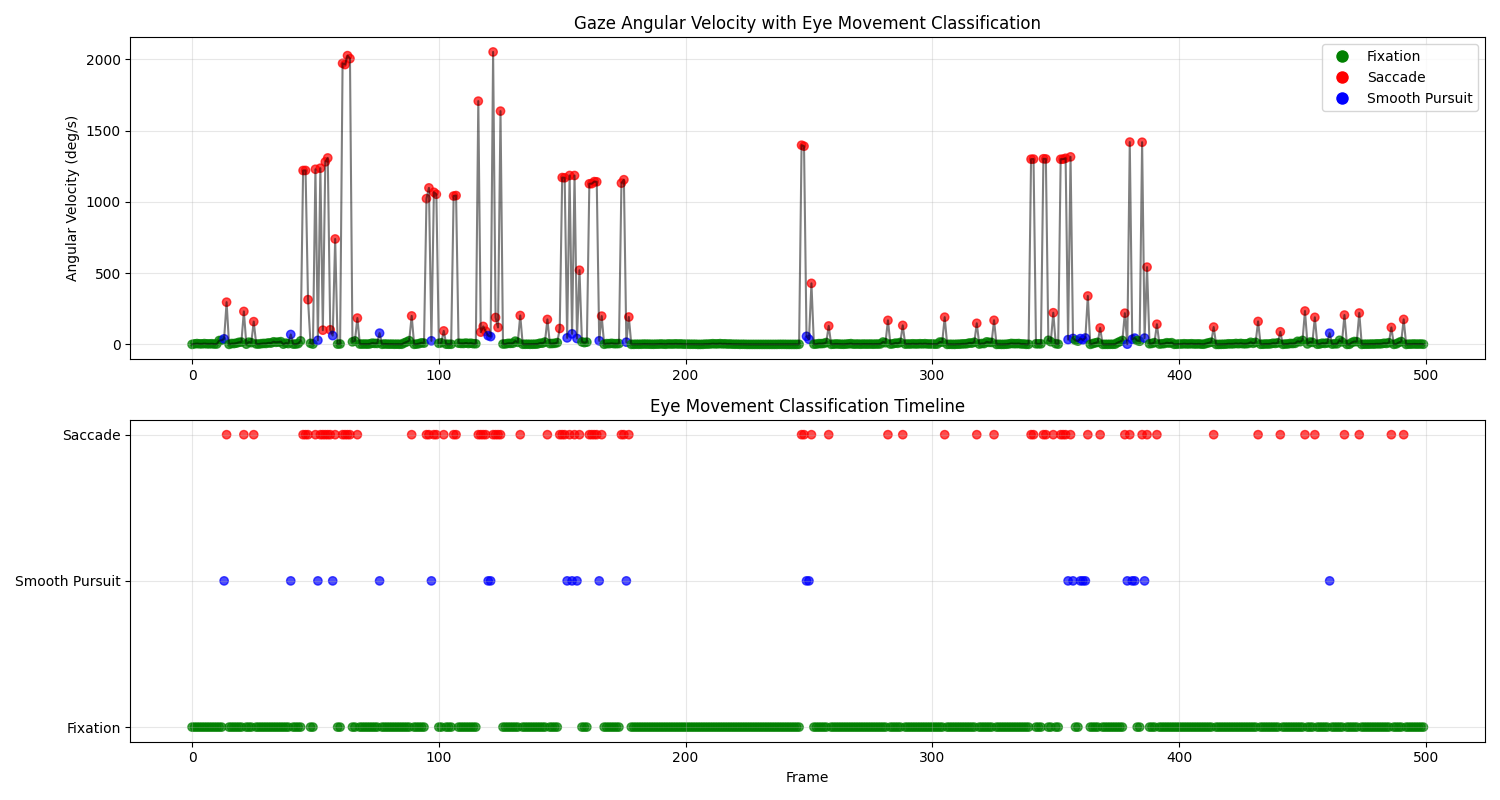 Gaze Angular Velocity with Eye Movement Classification
Angular Velocity (deg/s)
2000
1500
1000
500
0
Fixation
Saccade
Smooth Pursuit
0 100 200 300 400 500
Eye Movement Classification Timeline
Saccade
Smooth Pursuit
Fixation
0 100 200 300 400 500
Frame